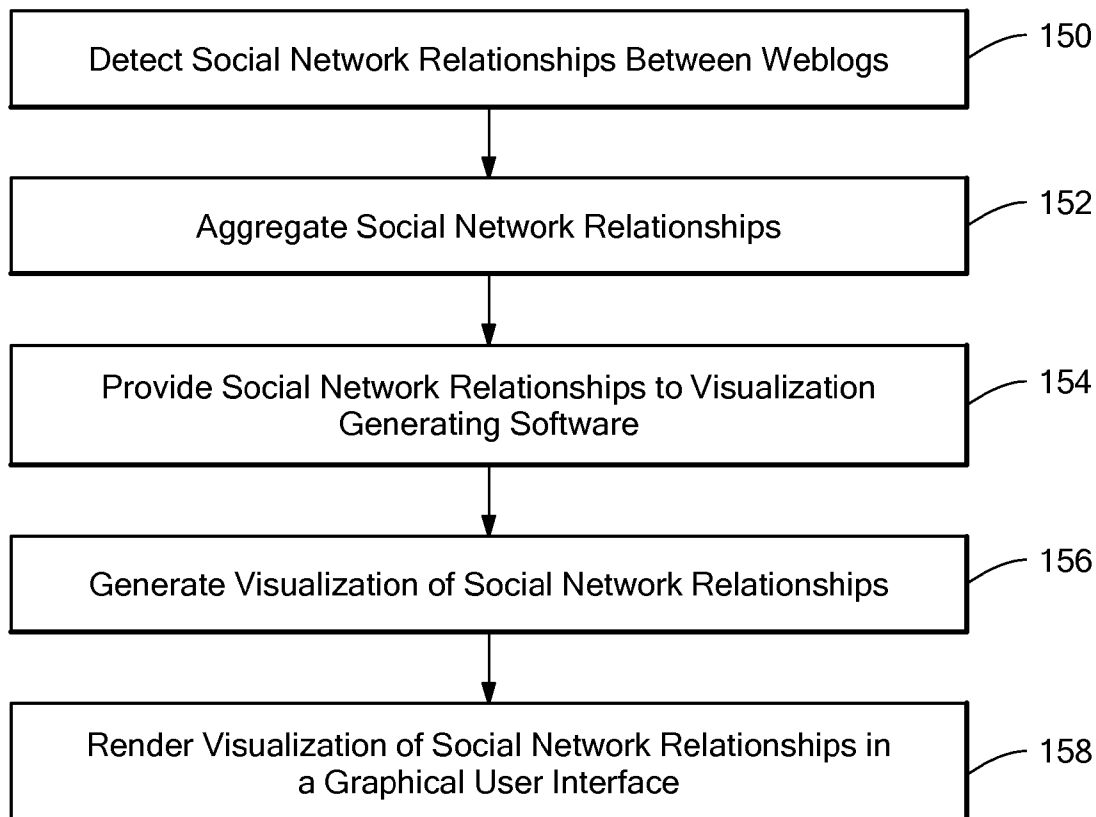 Detect Social Network Relationships Between Weblogs
150
Aggregate Social Network Relationships
152
Provide Social Network Relationships to Visualization
Generating Software
154
Generate Visualization of Social Network Relationships
156
Render Visualization of Social Network Relationships in
a Graphical User Interface
158